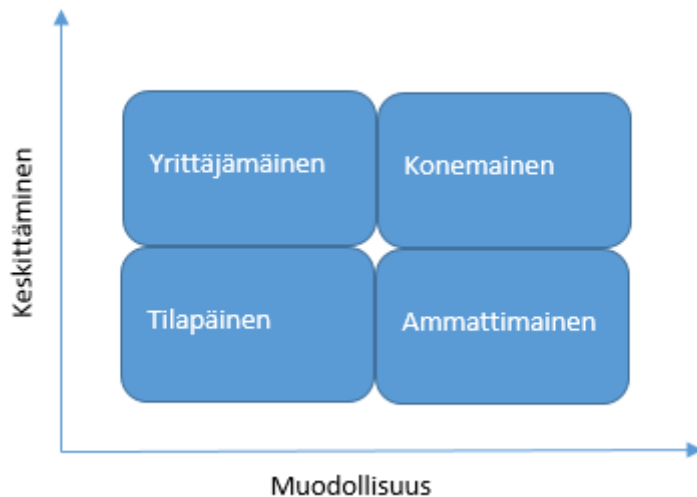 Keskittäminen
Yrittäjämäinen
Konemainen
Tilapäinen
Ammattimainen
Muodollisuus